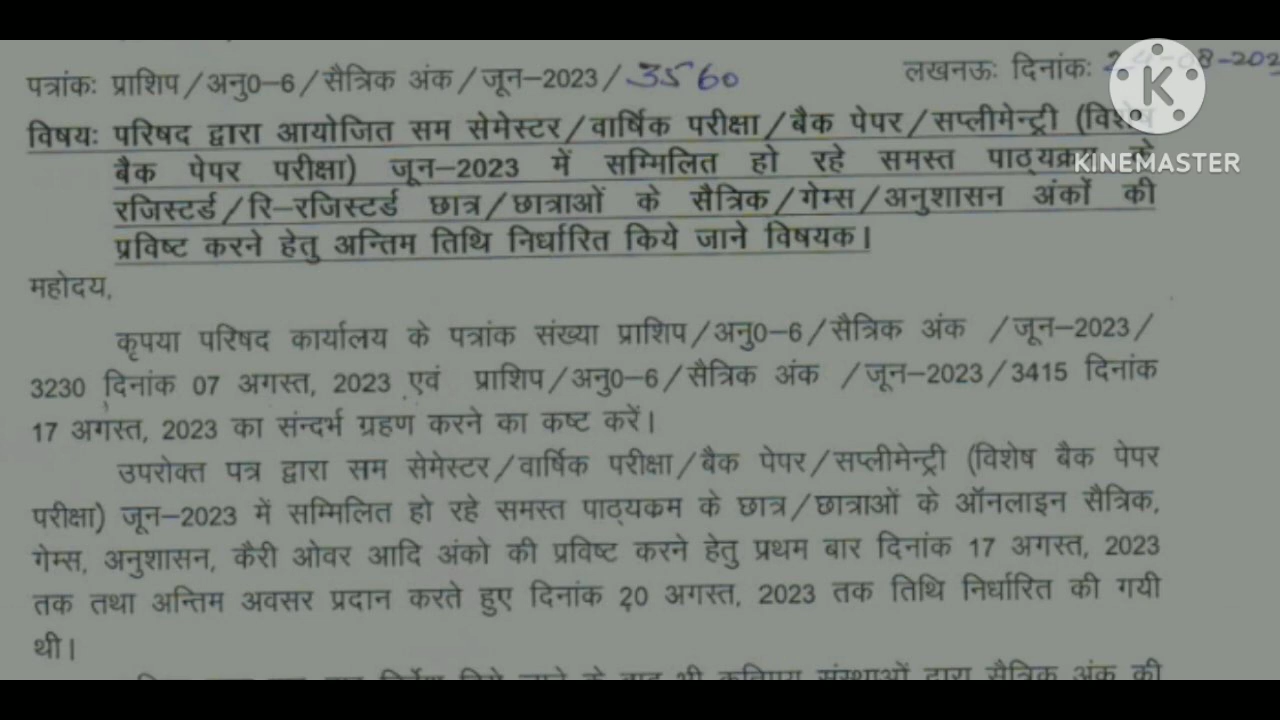 पत्रांकः प्राशिप/अनु0-6/सैत्रिक अंक/जून-2023/3560
लखनऊः दिनांकः -08-202
K
KINEMASTER
विषयः परिषद द्वारा आयोजित सम सेमेस्टर/वार्षिक परीक्षा/बैक पेपर/सप्लीमेन्ट्री (विशेष
बैक पेपर परीक्षा) जून-2023 में सम्मिलित हो रहे समस्त पाठ्यक्रम के
रजिस्टर्ड/रि-रजिस्टर्ड छात्र/छात्राओं के सैत्रिक/गेम्स/अनुशासन अंकों की
प्रविष्ट करने हेतु अन्तिम तिथि निर्धारित किये जाने विषयक।
महोदय,
कृपया परिषद कार्यालय के पत्रांक संख्या प्राशिप/अनु0-6/सैत्रिक अंक /जून-2023/
3230 दिनांक 07 अगस्त, 2023 एवं प्राशिप/अनु0-6/सैत्रिक अंक /जून-2023/3415 दिनांक
17 अगस्त, 2023 का संन्दर्भ ग्रहण करने का कष्ट करें।
उपरोक्त पत्र द्वारा सम सेमेस्टर/वार्षिक परीक्षा/बैक पेपर/सप्लीमेन्ट्री (विशेष बैक पेपर
परीक्षा) जून-2023 में सम्मिलित हो रहे समस्त पाठ्यकम के छात्र/छात्राओं के ऑनलाइन सैत्रिक,
गेम्स, अनुशासन, कैरी ओवर आदि अंको की प्रविष्ट करने हेतु प्रथम बार दिनांक 17 अगस्त, 2023
तक तथा अन्तिम अवसर प्रदान करते हुए दिनांक 20 अगस्त, 2023 तक तिथि निर्धारित की गयी
थी।
के बाद भी कतिपय संस्थाओं द्वारा सैत्रिक अंक की